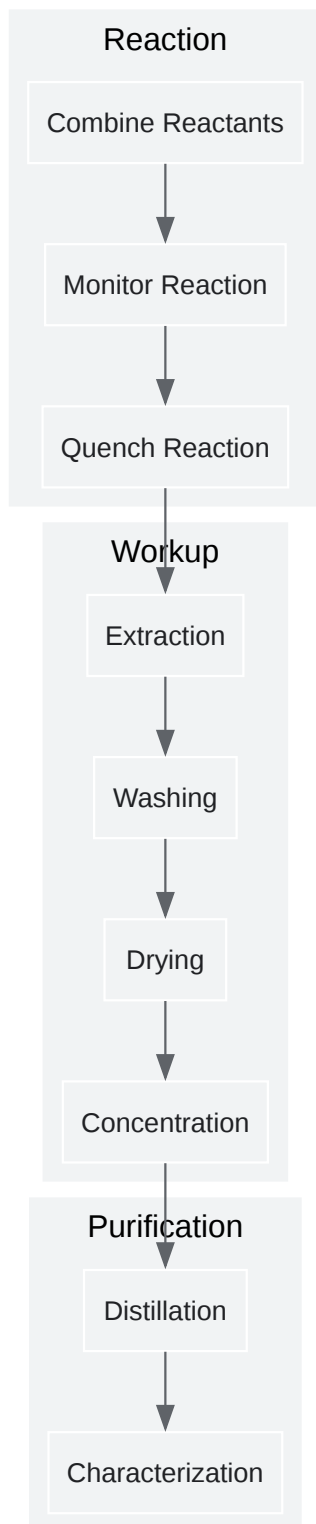 Reaction
Combine Reactants
Monitor Reaction
Quench Reaction
Workup
Extraction
Washing
Drying
Concentration
Purification
Distillation
Characterization